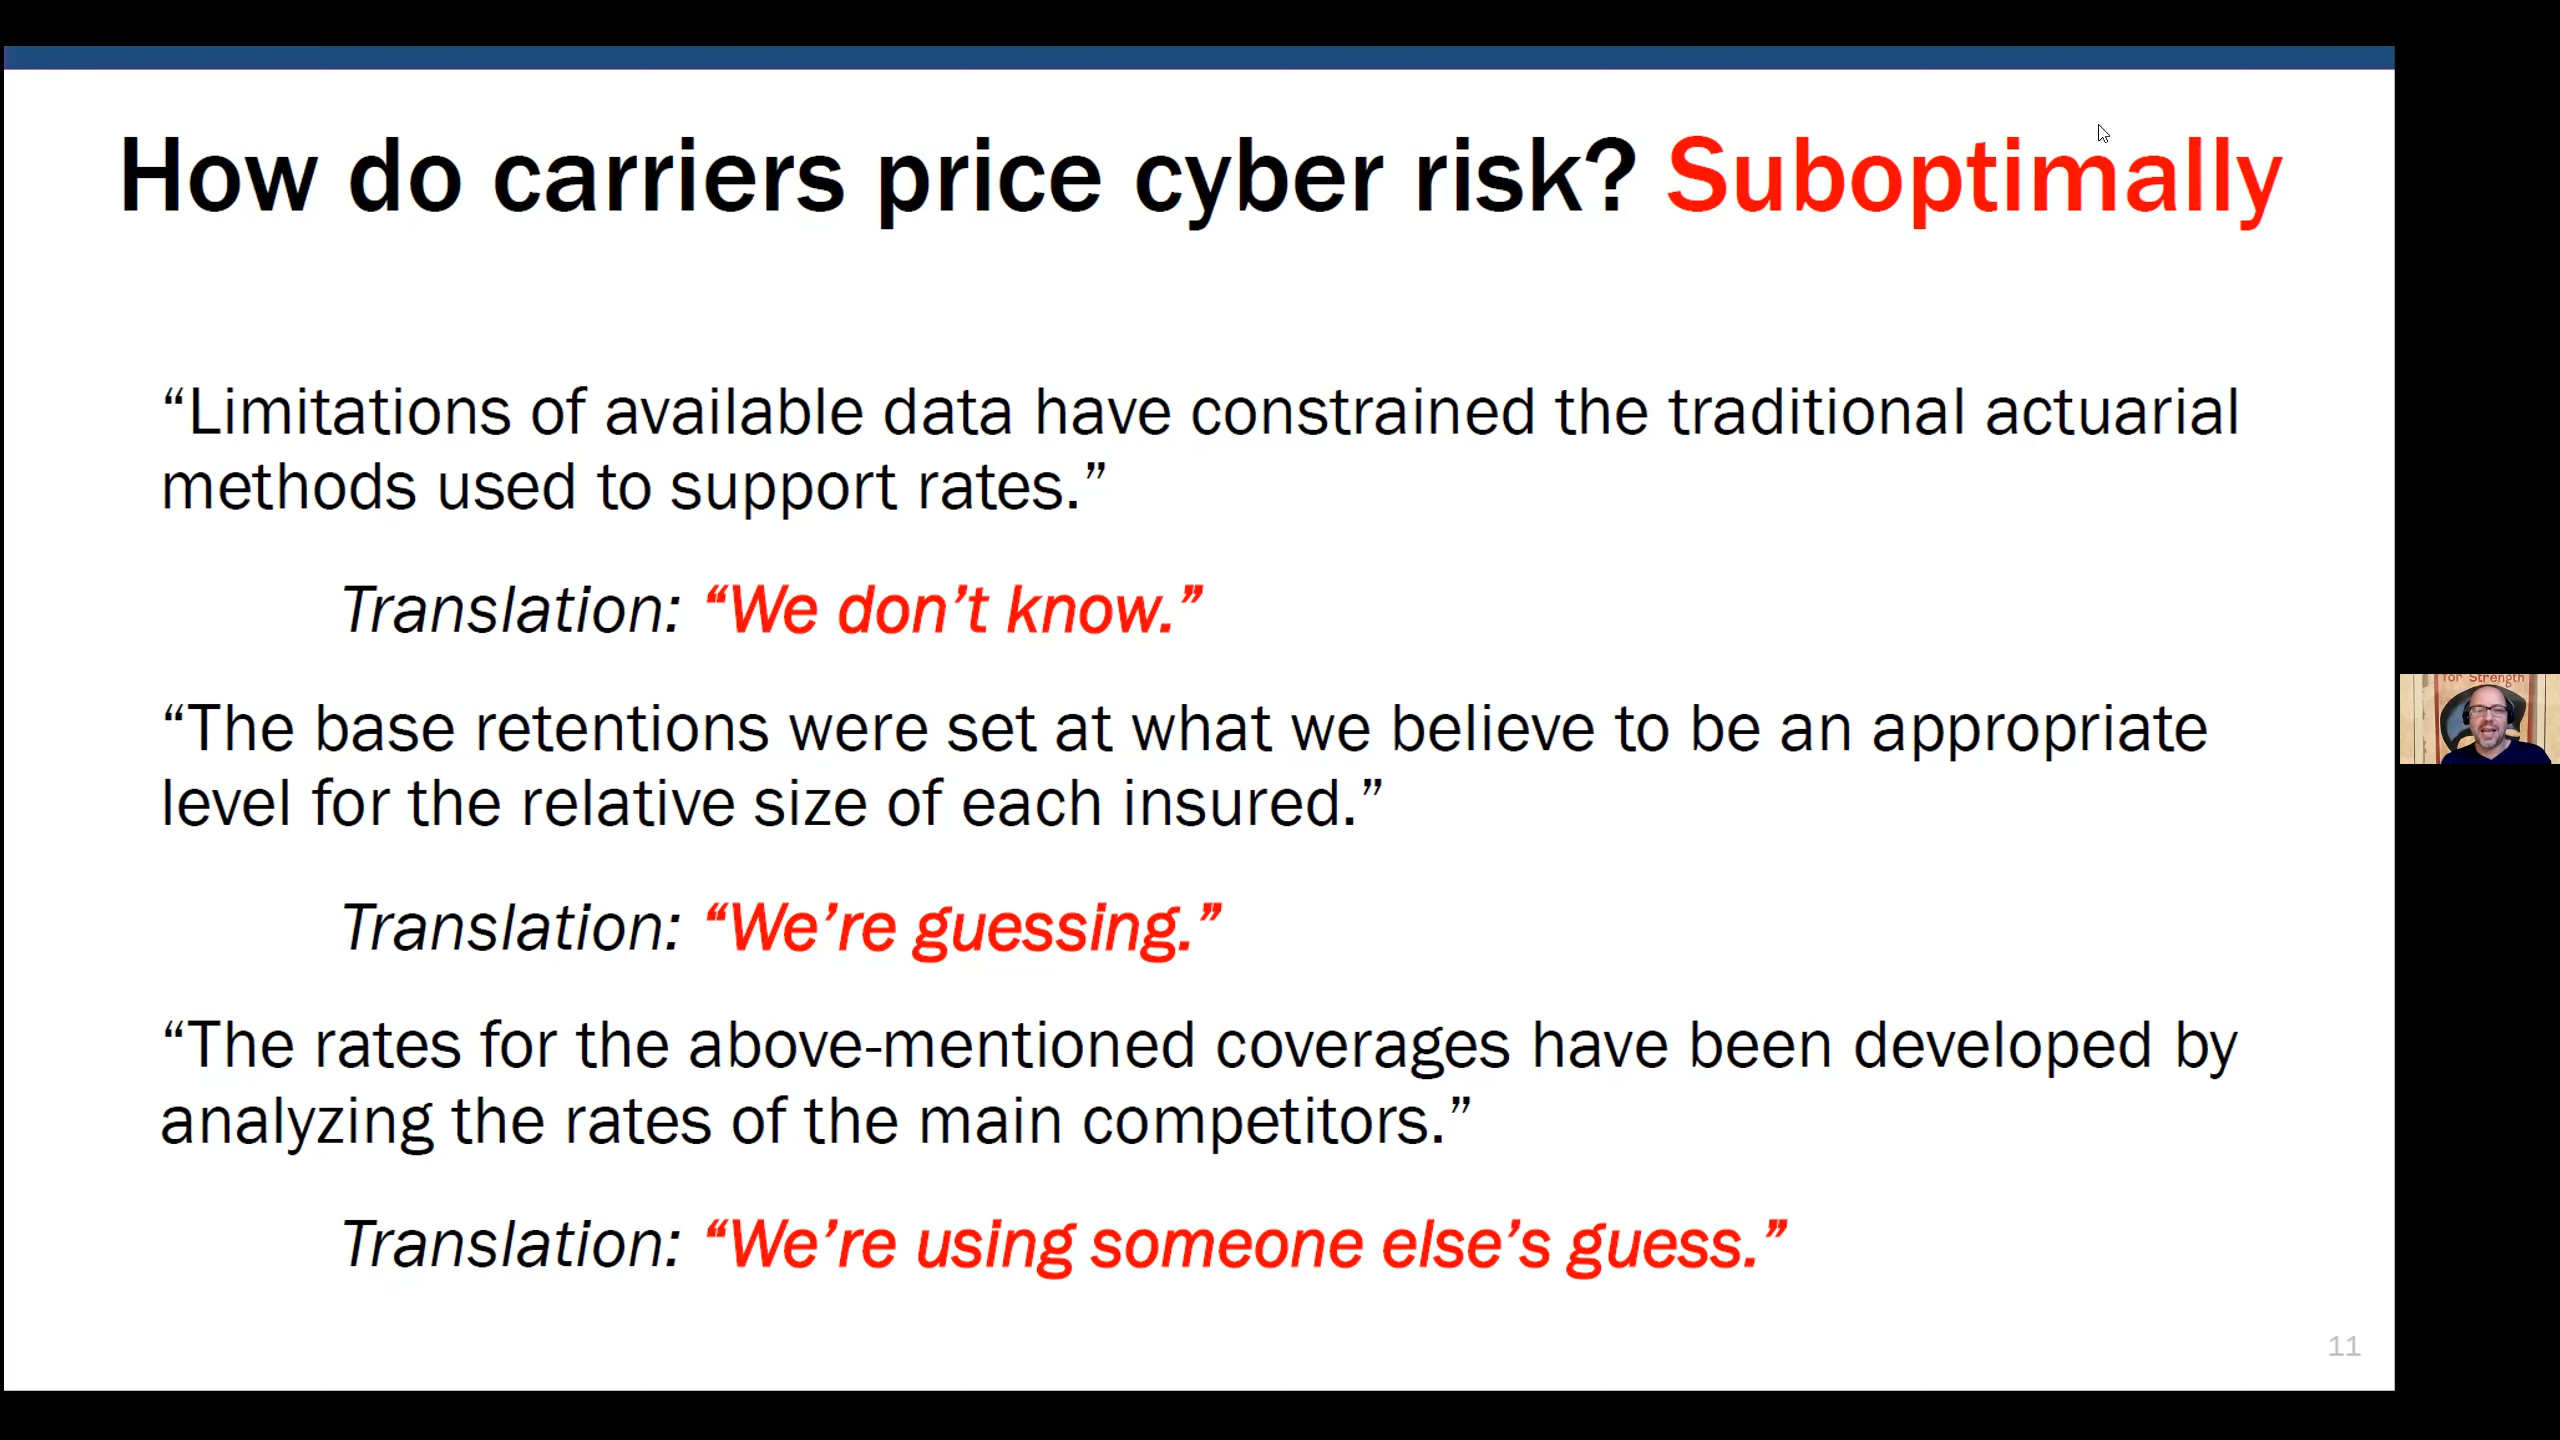 How do carriers price cyber risk? Suboptimally
“Limitations of available data have constrained the traditional actuarial
methods used to support rates.”
Translation: “We don’t know.”
“The base retentions were set at what we believe to be an appropriate
level for the relative size of each insured.”
Translation: “We’re guessing.”
for Strength
“The rates for the above-mentioned coverages have been developed by
analyzing the rates of the main competitors.”
Translation: “We’re using someone else’s guess.”
11